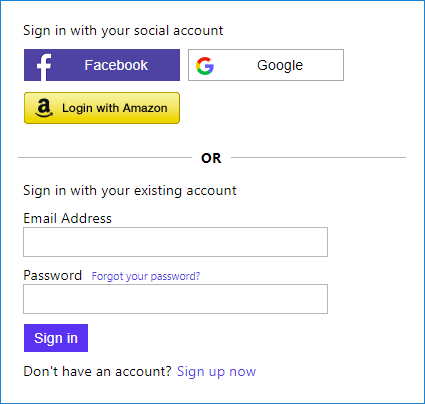 Sign in with your social account
Facebook Google
Login with Amazon
OR
Sign in with your existing account
Email Address
Password Forgot your password?
Sign in
Don't have an account? Sign up now